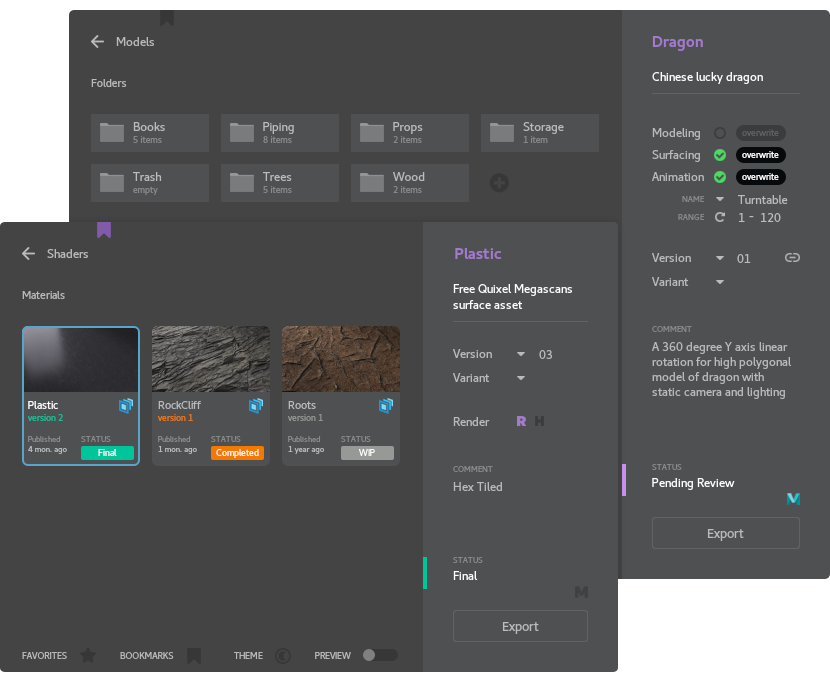 Models
Folders
Books
5 items
Piping
8 items
Props
2 items
Storage
1 item
Trash
empty
Trees
5 items
Wood
2 items
Dragon
Chinese lucky dragon
Modeling overwrite
Surfacing overwrite
Animation overwrite
NAME Turntable
RANGE 1 - 120
Version 01
Variant
COMMENT
A 360 degree Y axis linear
rotation for high polygonal
model of dragon with
static camera and lighting
STATUS
Pending Review
Export
Shaders
Materials
Plastic
version 2
Published STATUS
4 mon. ago Final
RockCliff
version 1
Published STATUS
1 mon. ago Completed
Roots
version 1
Published STATUS
1 year ago WIP
FAVORITES BOOKMARKS THEME PREVIEW
Plastic
Free Quixel Megascans
surface asset
Version 03
Variant
Render R H
COMMENT
Hex Tiled
STATUS
Final
M
Export